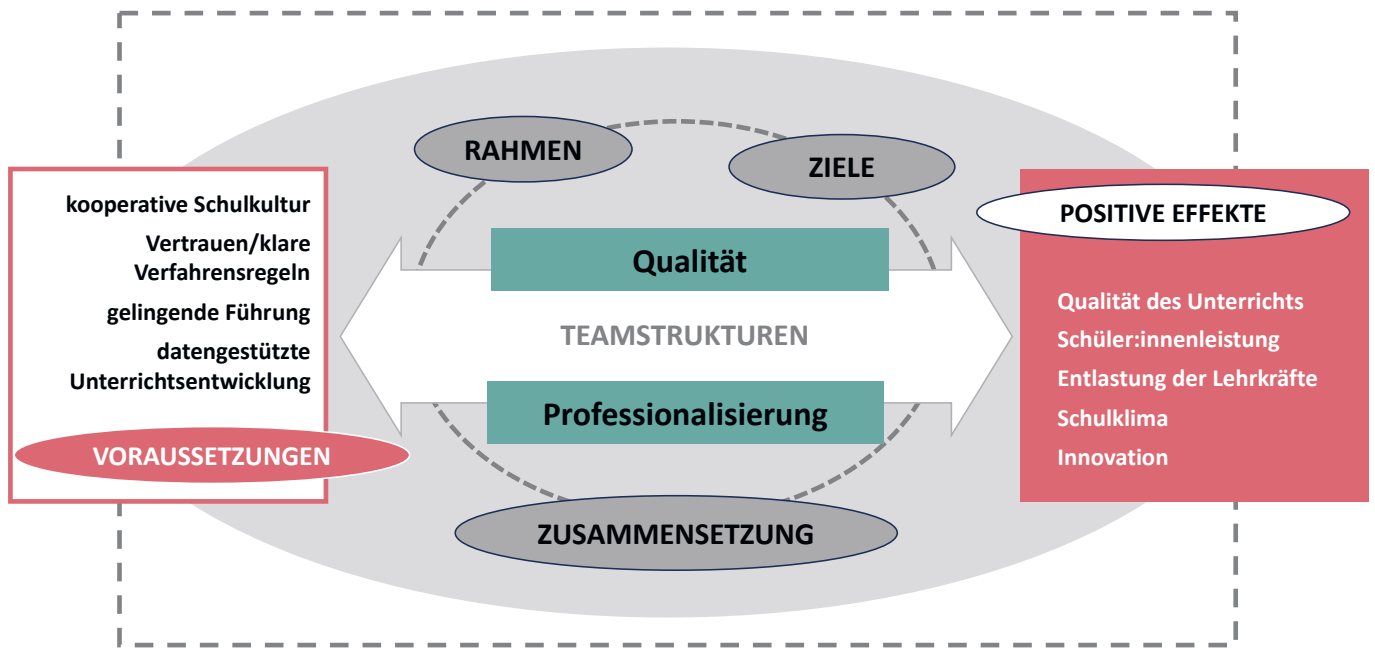 RAHMEN
ZIELE
kooperative Schulkultur
Vertrauen/klare
Verfahrensregeln
gelingende Führung
datengestützte
Unterrichtsentwicklung
VORAUSSETZUNGEN
Qualität
TEAMSTRUKTUREN
Professionalisierung
ZUSAMMENSETZUNG
POSITIVE EFFEKTE
Qualität des Unterrichts
Schüler:innenleistung
Entlastung der Lehrkräfte
Schulklima
Innovation